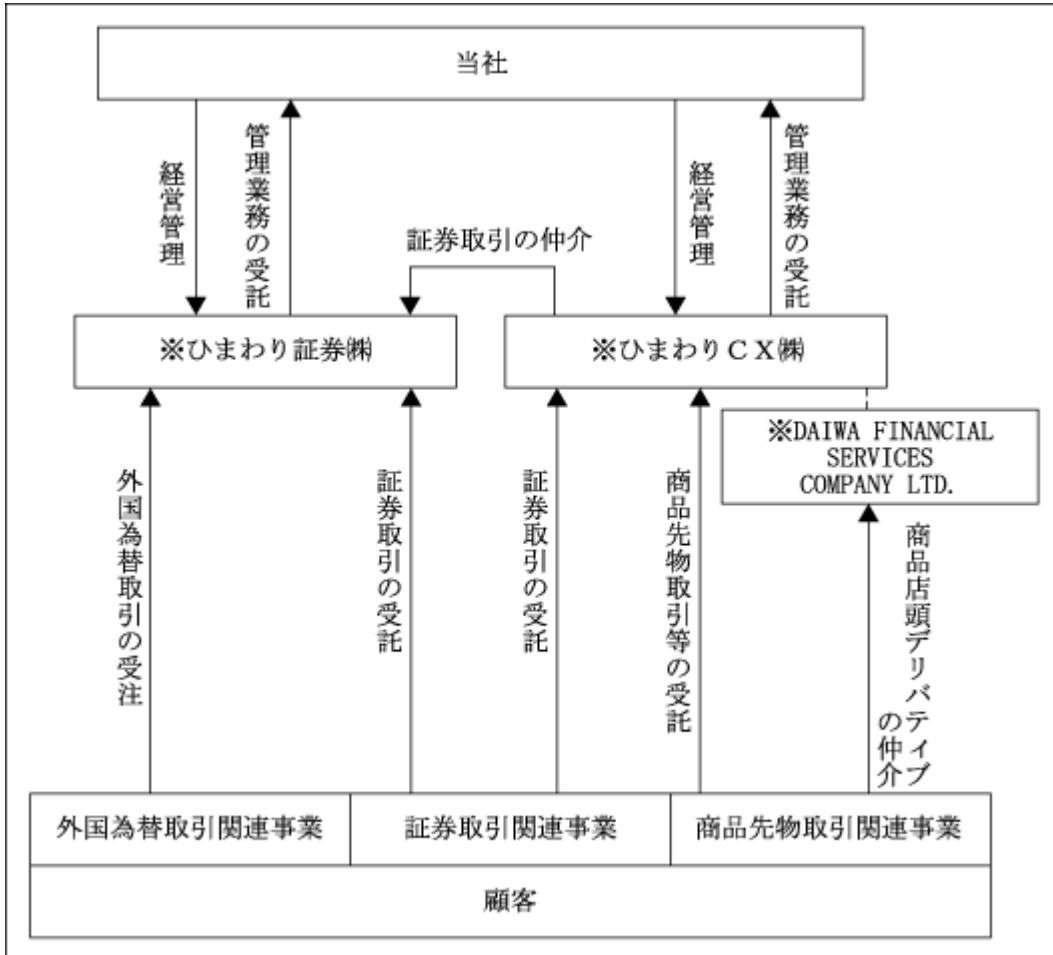 当社
経営管理
管理業務の受託
経営管理
管理業務の受託
証券取引の仲介
※ひまわり証券㈱
※ひまわりＣＸ㈱
※DAIWA FINANCIAL
SERVICES
COMPANY LTD.
外国為替取引の受注
証券取引の受託
証券取引の受託
商品先物取引等の受託
商品店頭デリバティブ
の仲介
外国為替取引関連事業
証券取引関連事業
商品先物取引関連事業
顧客